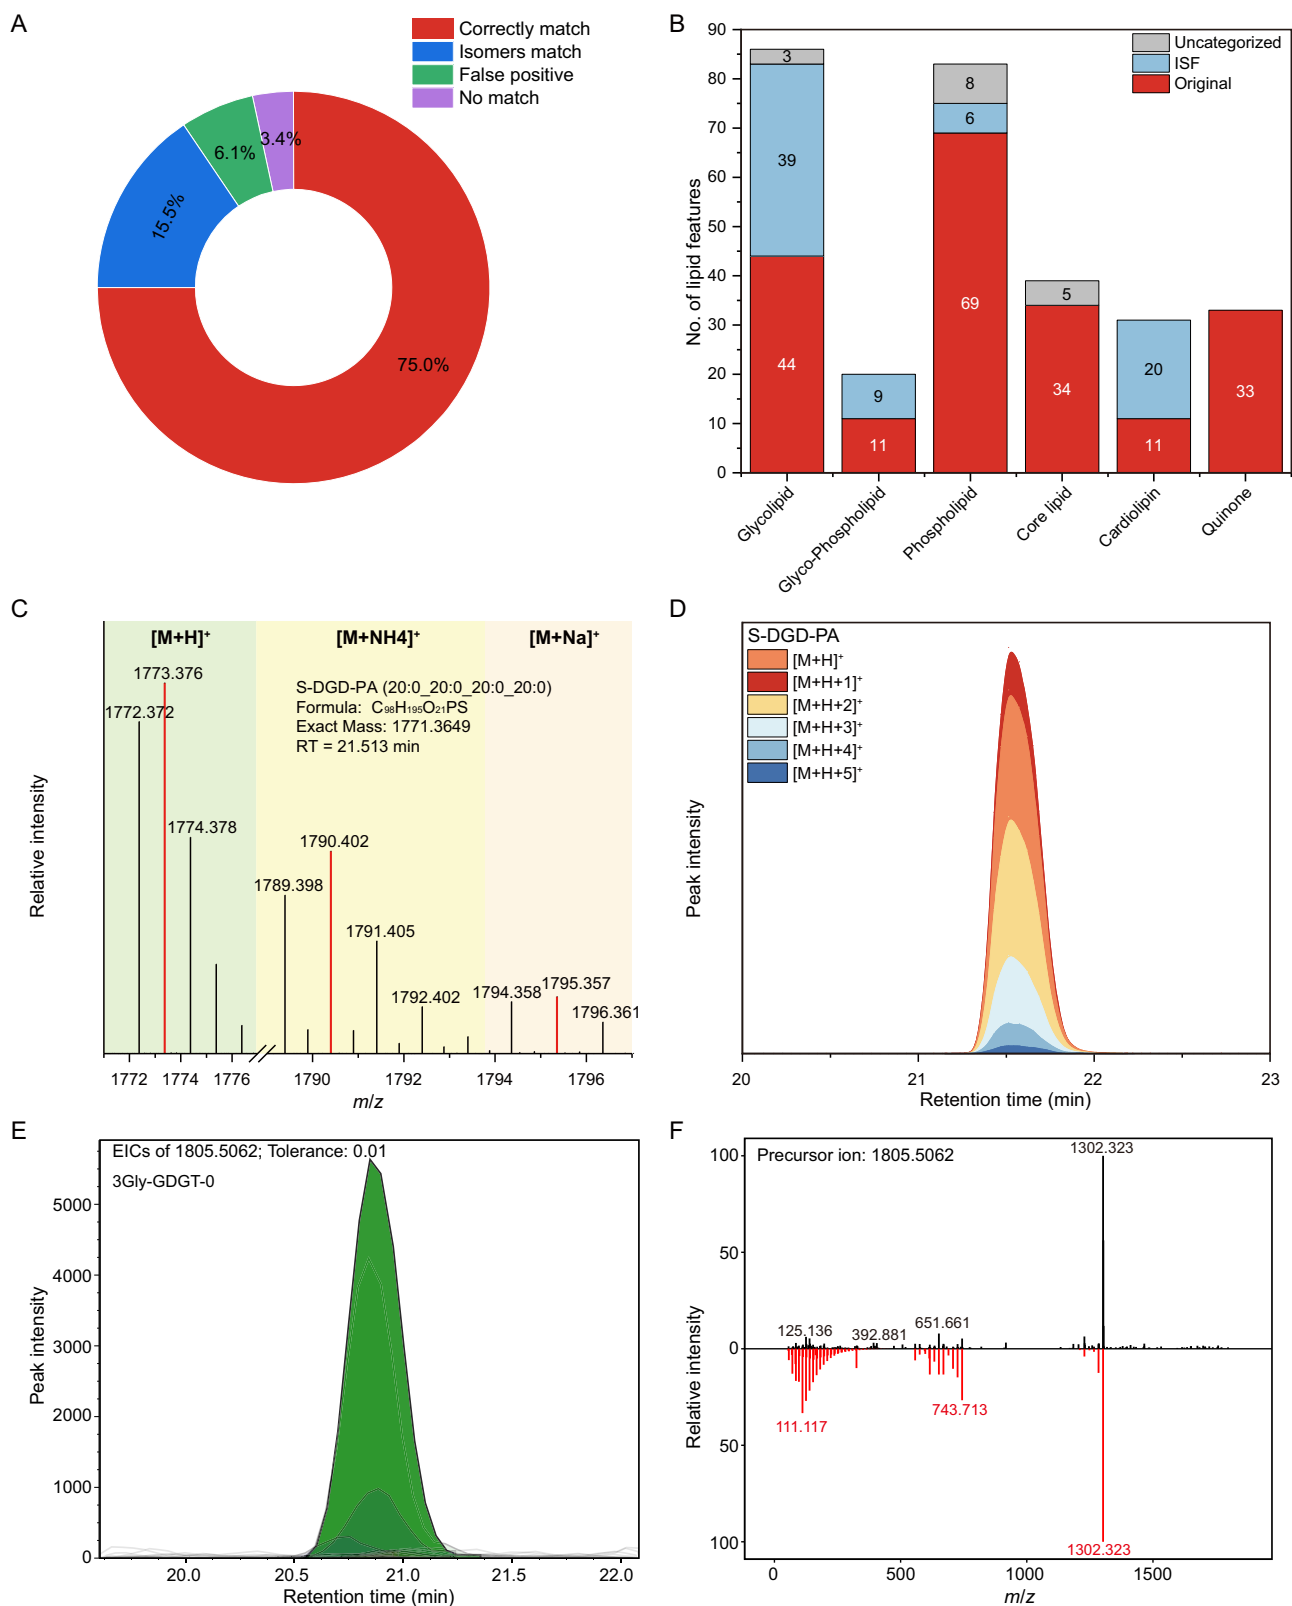 A
Correctly match
Isomers match
False positive
No match
3.4%
6.1%
15.5%
75.0%
B
Uncategorized
ISF
Original
No. of lipid features
90
80
70
60
50
40
30
20
10
0
3
39
44
9
11
8
6
69
5
34
20
11
33
Glycolipid
Glyco-Phospholipid
Phospholipid
Core lipid
Cardiolipin
Quinone
C
[M+H]⁺
[M+NH4]⁺
[M+Na]⁺
1773.376
1772.372
1774.378
S-DGD-PA (20:0_20:0_20:0_20:0)
Formula: C₉₈H₁₉₅O₂₁PS
Exact Mass: 1771.3649
RT = 21.513 min
1790.402
1789.398
1791.405
1792.402
1794.358
1795.357
1796.361
Relative intensity
1772
1774
1776
1790
1792
1794
1796
m/z
D
S-DGD-PA
[M+H]⁺
[M+H+1]⁺
[M+H+2]⁺
[M+H+3]⁺
[M+H+4]⁺
[M+H+5]⁺
Peak intensity
20
21
22
23
Retention time (min)
E
EICs of 1805.5062; Tolerance: 0.01
3Gly-GDGT-0
Peak intensity
5000
4000
3000
2000
1000
0
20.0
20.5
21.0
21.5
22.0
Retention time (min)
F
Precursor ion: 1805.5062
1302.323
651.661
125.136
392.881
743.713
111.117
1302.323
Relative intensity
100
50
0
50
100
0
500
1000
1500
m/z